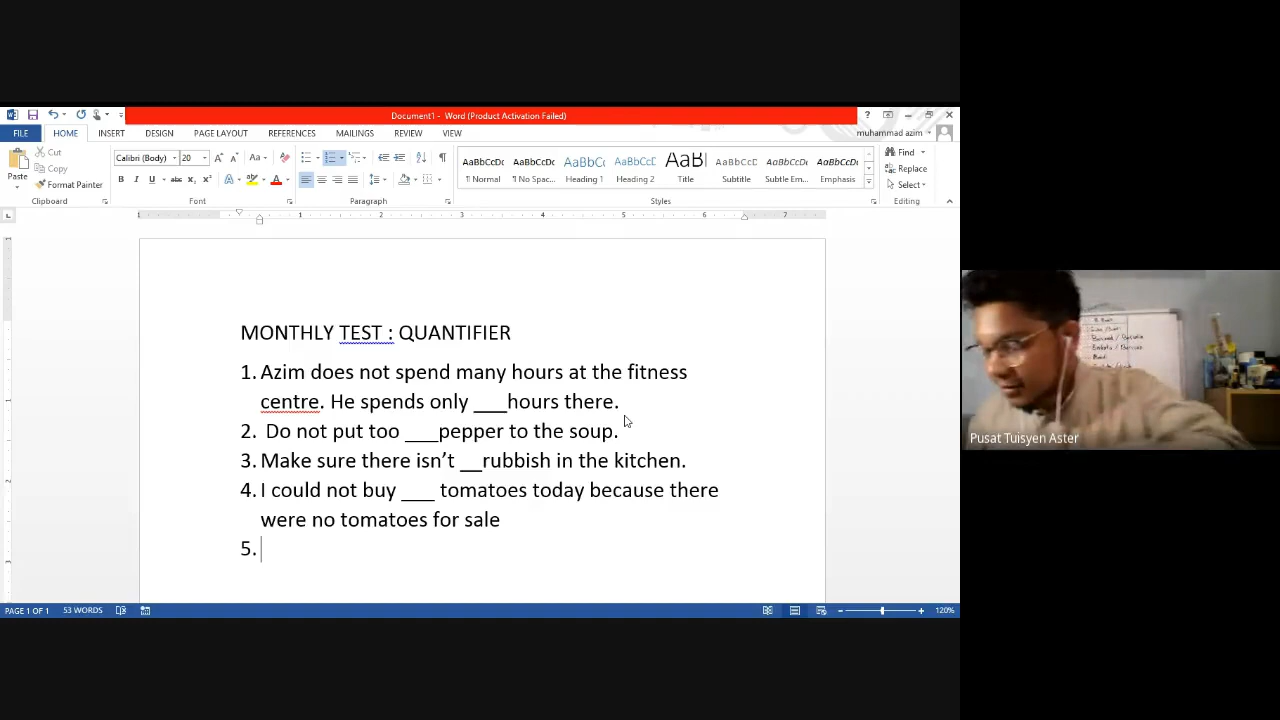 Document1 - Word (Product Activation Failed)
FILE HOME INSERT DESIGN PAGE LAYOUT REFERENCES MAILINGS REVIEW VIEW
muhammad azim
Paste
Cut
Copy
Format Painter
Calibri (Body) 20
AaBbCcDc AaBbCcDc AaBbCc AaBbCcD AaBl AaBbCcD AaBbCcDc AaBbCcDc
¶ Normal ¶ No Spac... Heading 1 Heading 2 Title Subtitle Subtle Em... Emphasis
Find
Replace
Select
Clipboard Font Paragraph Styles Editing
MONTHLY TEST : QUANTIFIER
1. Azim does not spend many hours at the fitness
centre. He spends only ___hours there.
2. Do not put too ___pepper to the soup.
3. Make sure there isn’t __rubbish in the kitchen.
4. I could not buy ___ tomatoes today because there
were no tomatoes for sale
5.
PAGE 1 OF 1 53 WORDS
120%
Pusat Tuisyen Aster